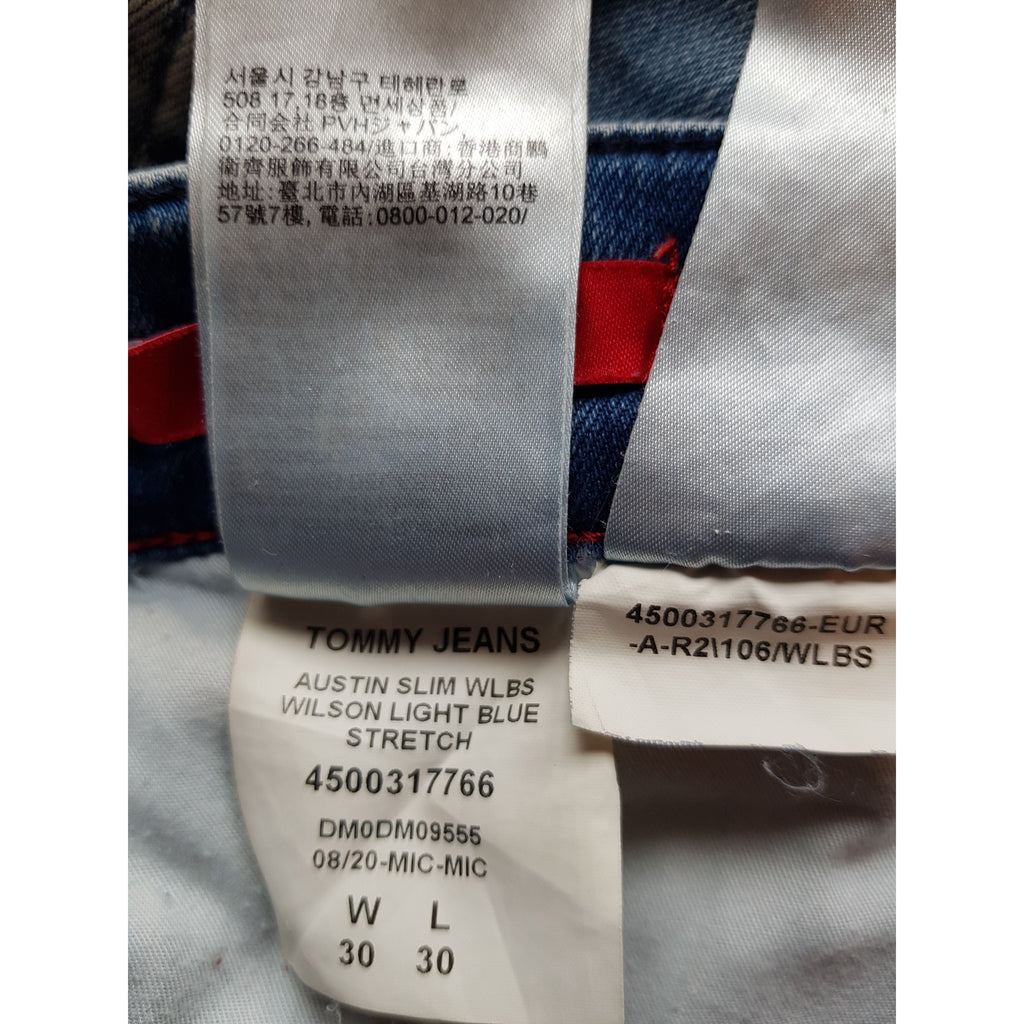 서울시 강남구 테헤란로
508 17,18층, 면세상품/
合同会社 PVHジャパン,
0120-266-484/進口商: 香港商鵬
衛齊服飾有限公司台灣分公司
地址: 臺北市內湖區基湖路10巷
57號7樓, 電話:0800-012-020/
TOMMY JEANS
AUSTIN SLIM WLBS
WILSON LIGHT BLUE
STRETCH
4500317766
DM0DM09555
08/20-MIC-MIC
W L
30 30
4500317766-EUR
-A-R2\106/WLBS